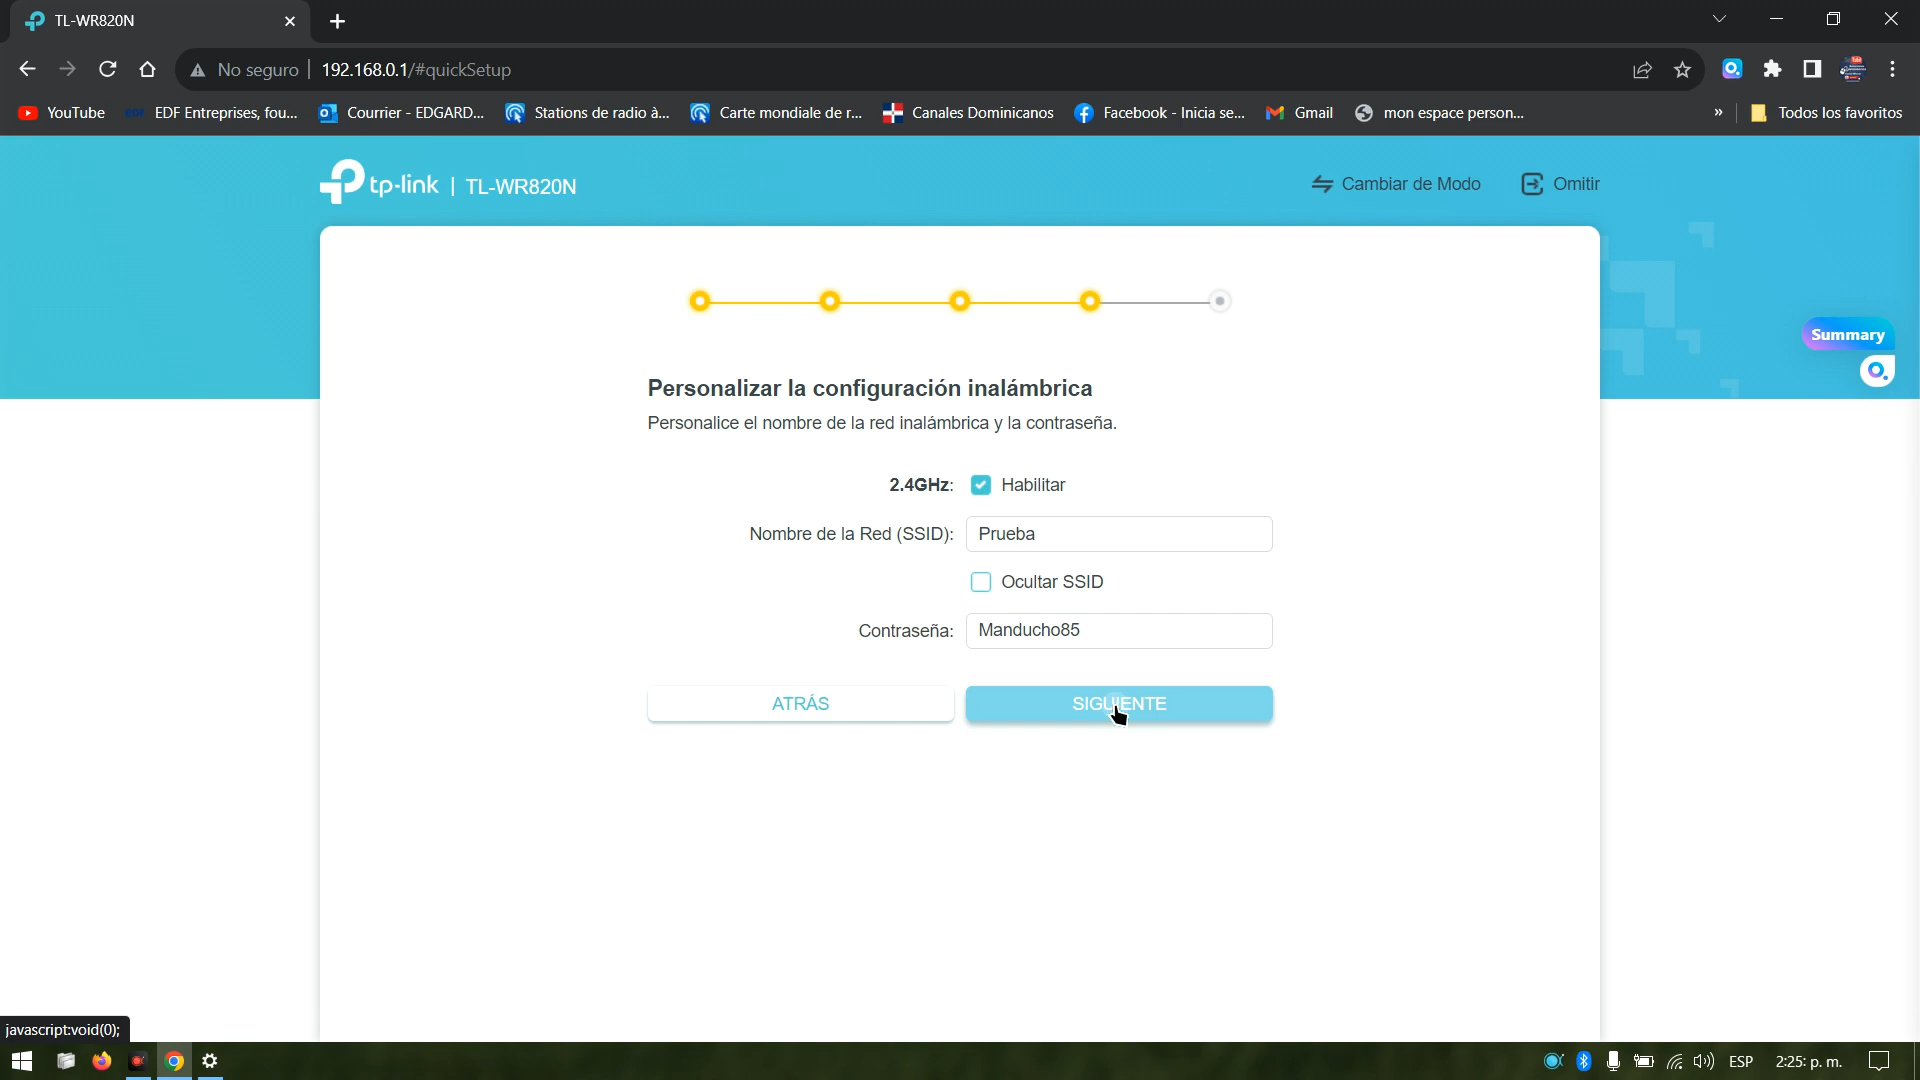 TL-WR820N
No seguro
192.168.0.1/#quickSetup
YouTube
EDF Entreprises, fou...
Courrier - EDGARD...
Stations de radio à...
Carte mondiale de r...
Canales Dominicanos
Facebook - Inicia se...
Gmail
mon espace person...
»
Todos los favoritos
tp-link | TL-WR820N
Cambiar de Modo
Omitir
Summary
Personalizar la configuración inalámbrica
Personalice el nombre de la red inalámbrica y la contraseña.
2.4GHz: Habilitar
Nombre de la Red (SSID): Prueba
Ocultar SSID
Contraseña: Manducho85
ATRÁS
SIGUIENTE
javascript:void(0);
ESP
2:25: p. m.